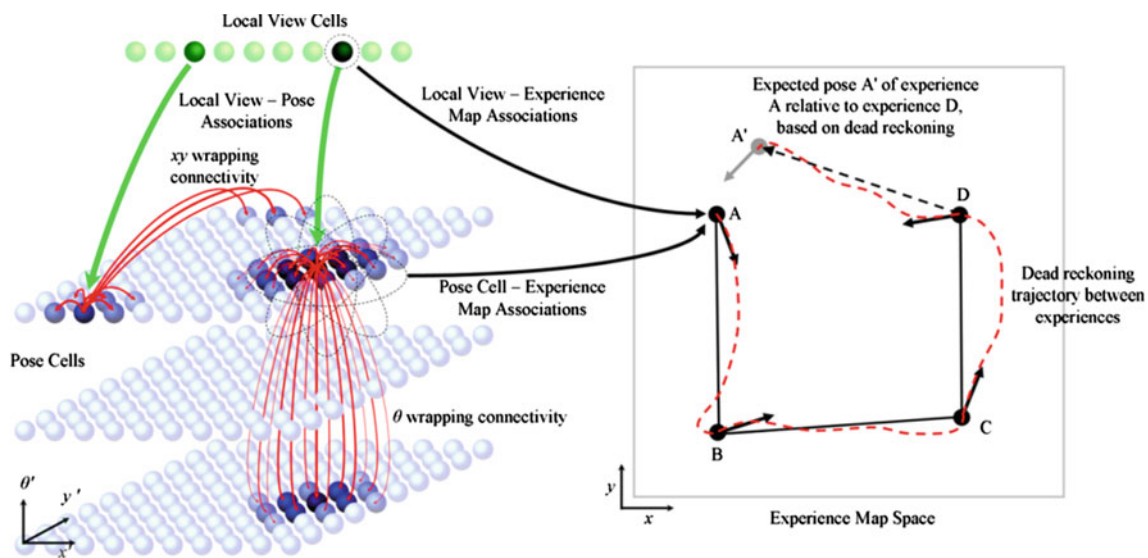 Local View Cells
Local View – Pose
Associations
xy wrapping
connectivity
Local View – Experience
Map Associations
Pose Cell – Experience
Map Associations
Pose Cells
θ wrapping connectivity
θ'
y'
x'
Expected pose A' of experience
A relative to experience D,
based on dead reckoning
A'
A
D
Dead reckoning
trajectory between
experiences
B
C
y
x
Experience Map Space